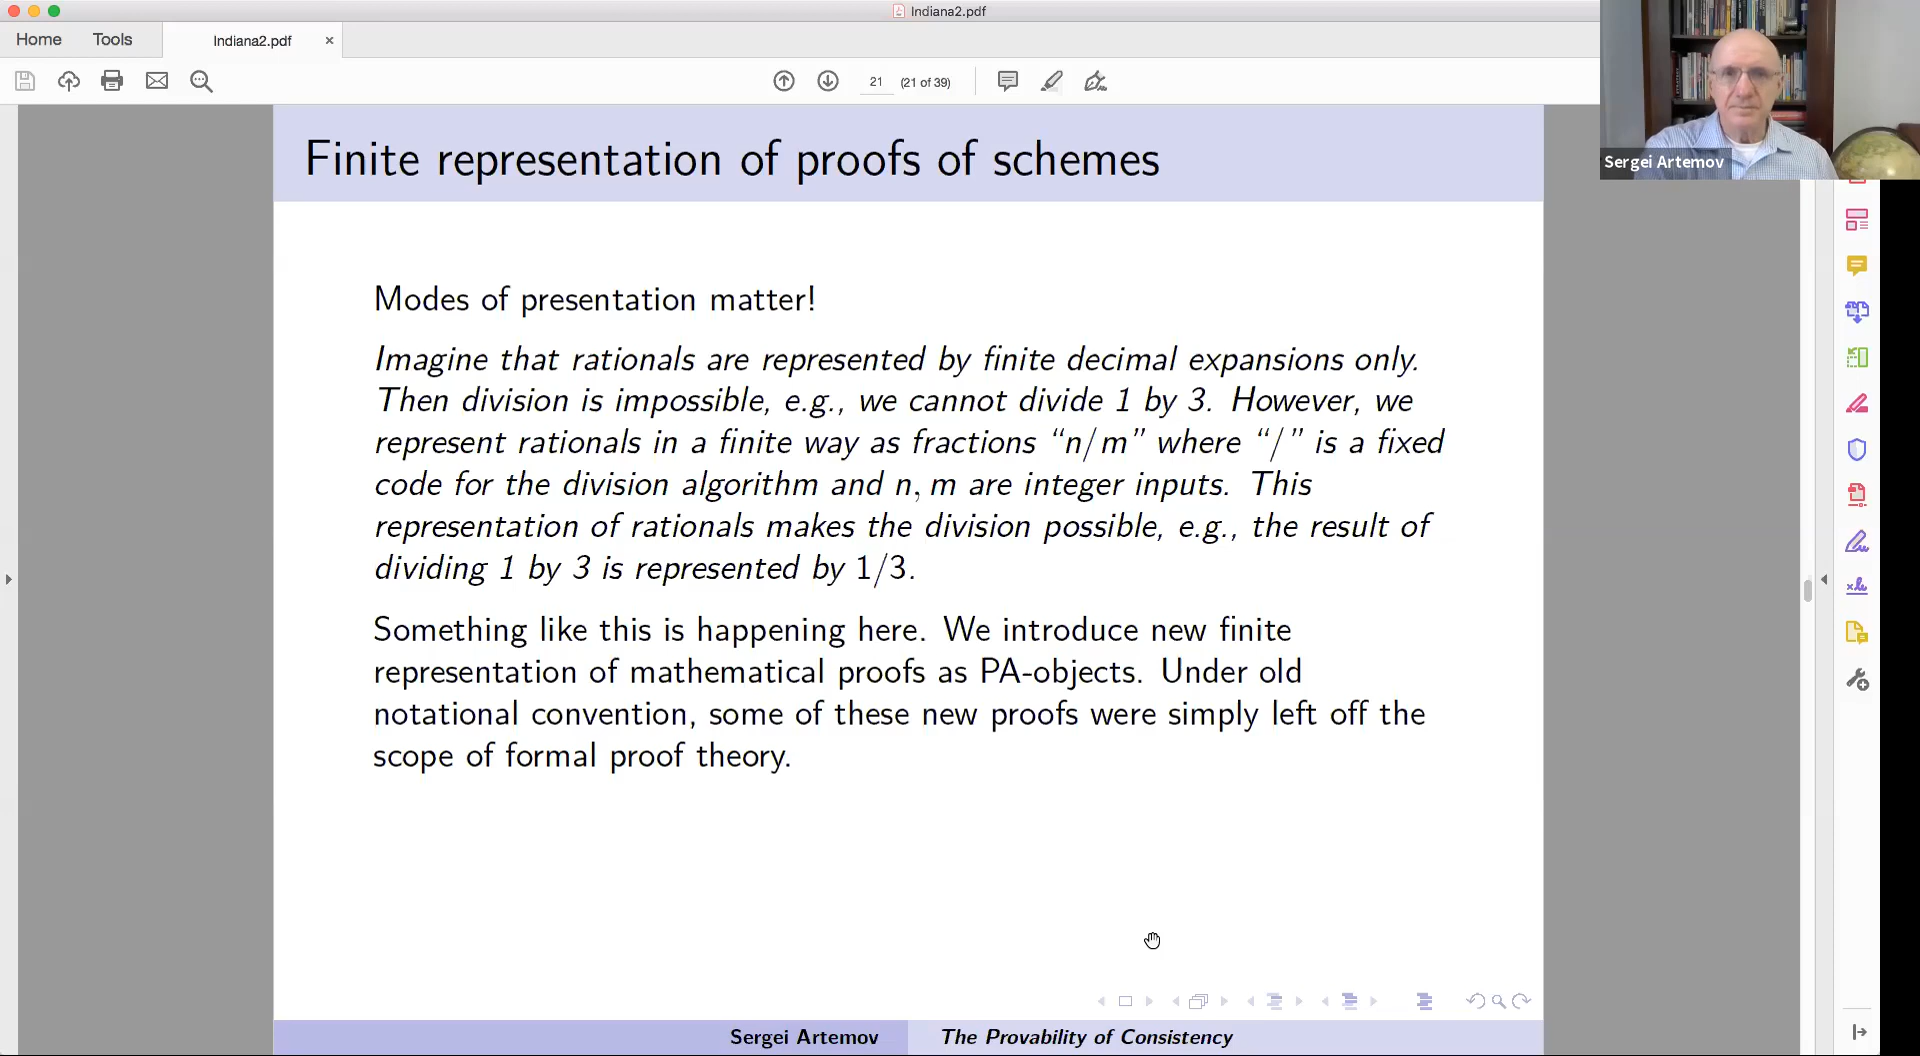 Indiana2.pdf
Home
Tools
Indiana2.pdf
×
21
(21 of 39)
Sergei Artemov
Finite representation of proofs of schemes
Modes of presentation matter!
Imagine that rationals are represented by finite decimal expansions only.
Then division is impossible, e.g., we cannot divide 1 by 3. However, we
represent rationals in a finite way as fractions “n/m” where “/” is a fixed
code for the division algorithm and n, m are integer inputs. This
representation of rationals makes the division possible, e.g., the result of
dividing 1 by 3 is represented by 1/3.
Something like this is happening here. We introduce new finite
representation of mathematical proofs as PA-objects. Under old
notational convention, some of these new proofs were simply left off the
scope of formal proof theory.
Sergei Artemov
The Provability of Consistency